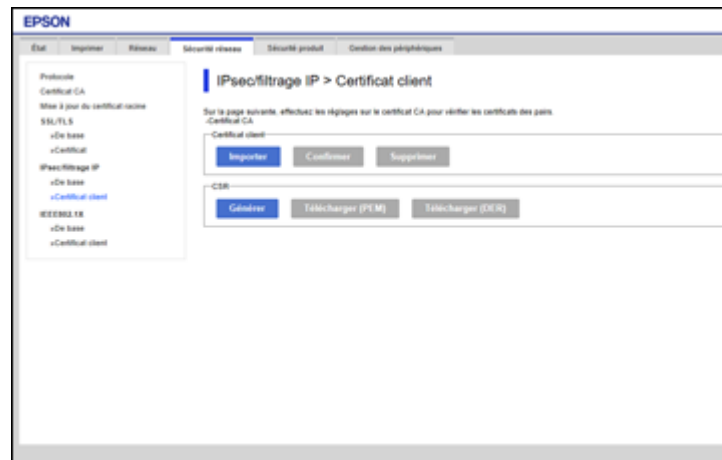 EPSON
État Imprimer Réseau Sécurité réseau Sécurité produit Gestion des périphériques
Protocole
Certificat CA
Mise à jour du certificat racine
SSL/TLS
»De base
»Certificat
IPsec/filtrage IP
»De base
»Certificat client
IEEE802.1X
»De base
»Certificat client
IPsec/filtrage IP > Certificat client
Sur la page suivante, effectuez les réglages sur le certificat CA pour vérifier les certificats des pairs.
-Certificat CA
Certificat client
Importer Confirmer Supprimer
CSR
Générer Télécharger (PEM) Télécharger (DER)